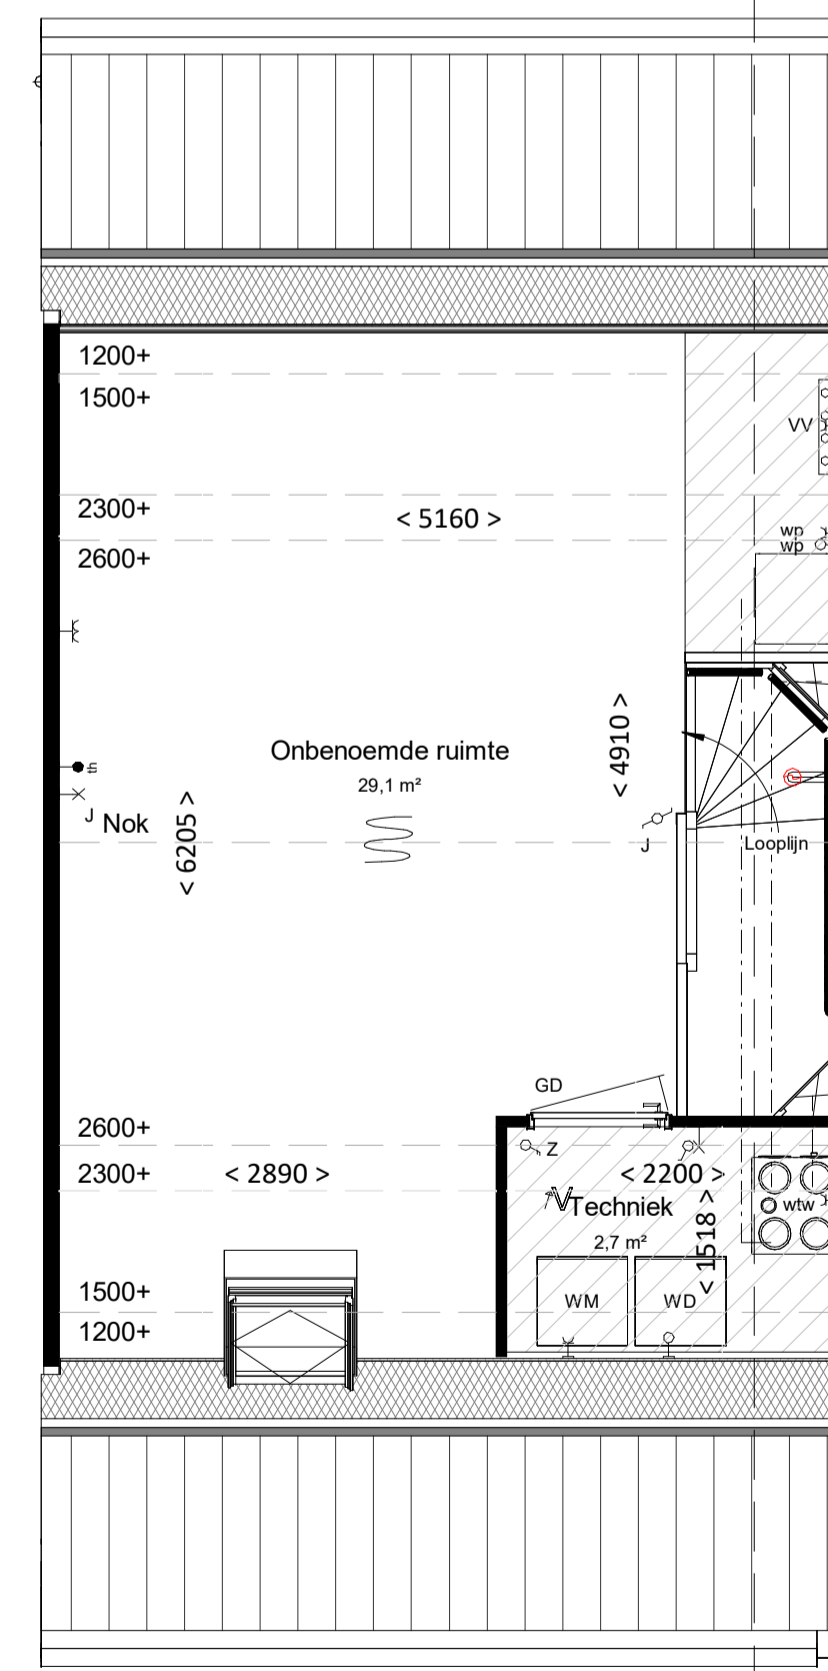 1200+
1500+
VV
2300+
< 5160 >
wp
wp
2600+
< 4910 >
Onbenoemde ruimte
th
29,1 m²
J
Nok
< 6205 >
J
Looplijn
GD
2600+
Z
2300+
< 2890 >
< 2200 >
V
Techniek
wtw
2,7 m²
< 1518 >
1500+
WM
WD
1200+